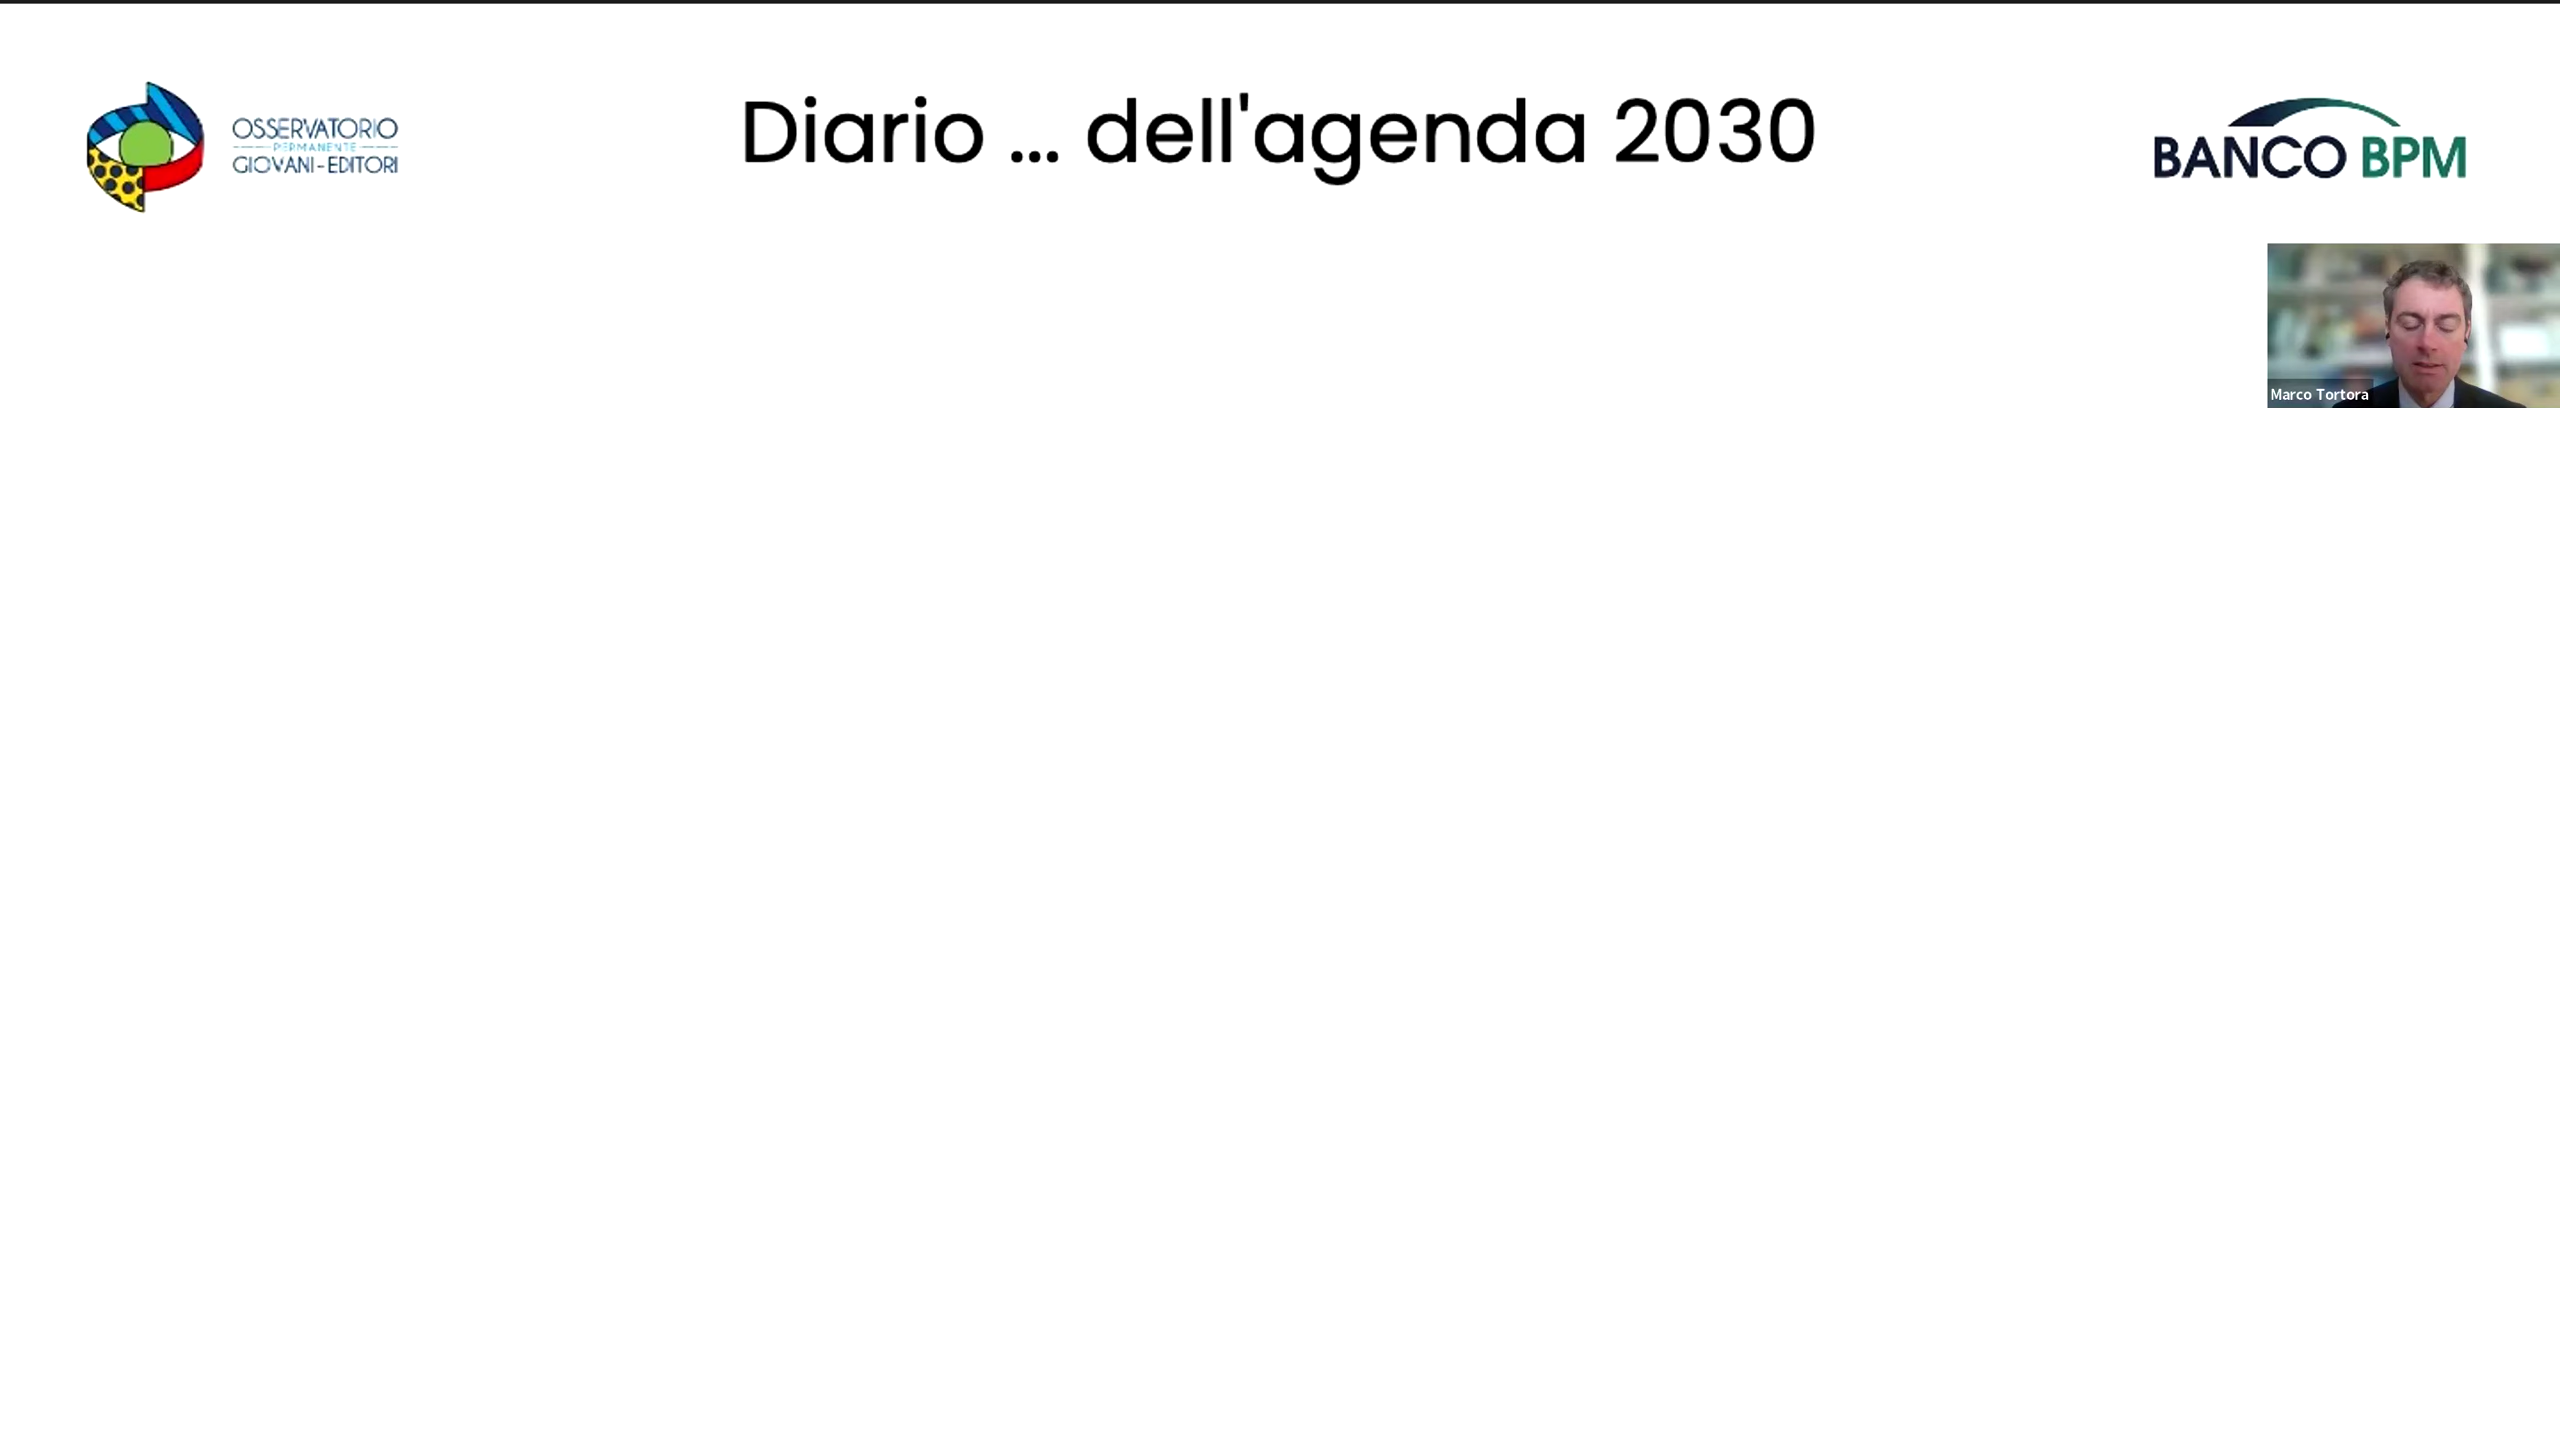 OSSERVATORIO
PERMANENTE
GIOVANI-EDITORI
Diario ... dell'agenda 2030
BANCO BPM
Marco Tortora